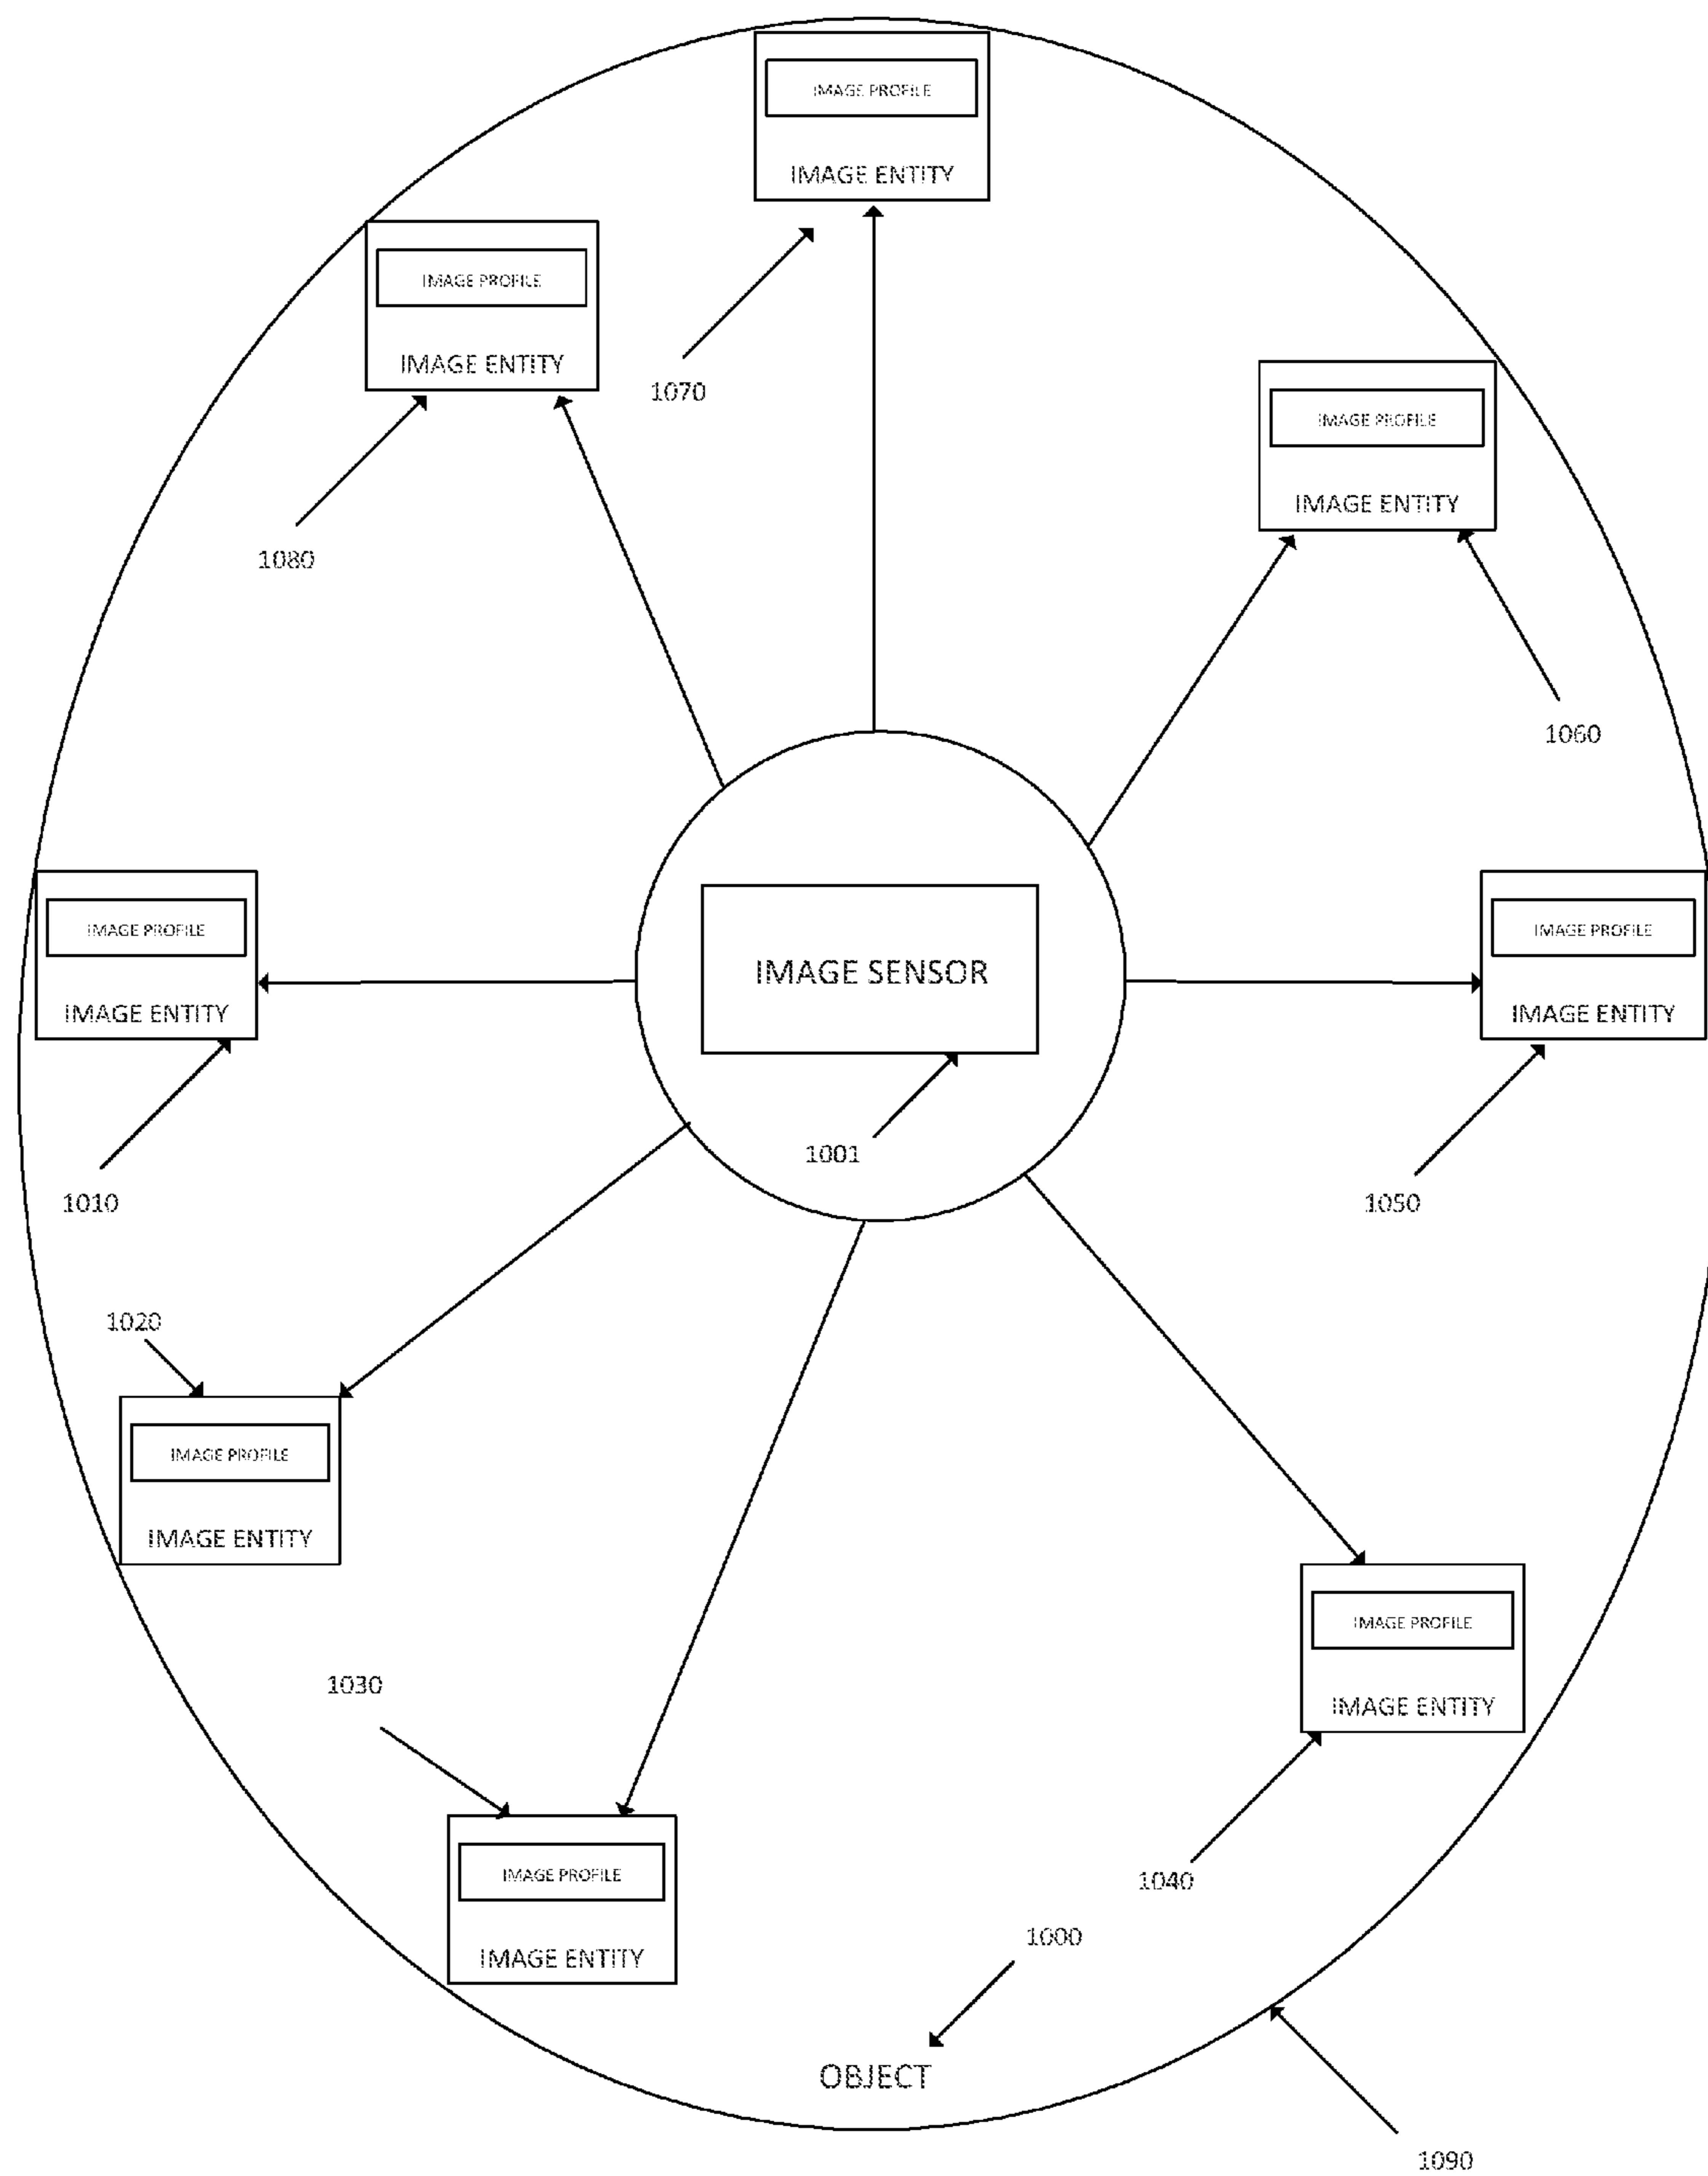 IMAGE PROFILE
IMAGE ENTITY
IMAGE PROFILE
IMAGE ENTITY
1070
IMAGE PROFILE
IMAGE ENTITY
1080
1060
IMAGE PROFILE
IMAGE ENTITY
IMAGE SENSOR
IMAGE PROFILE
IMAGE ENTITY
1001
1010
1050
1020
IMAGE PROFILE
IMAGE ENTITY
IMAGE PROFILE
IMAGE ENTITY
1030
IMAGE PROFILE
IMAGE ENTITY
1040
1000
OBJECT
1090